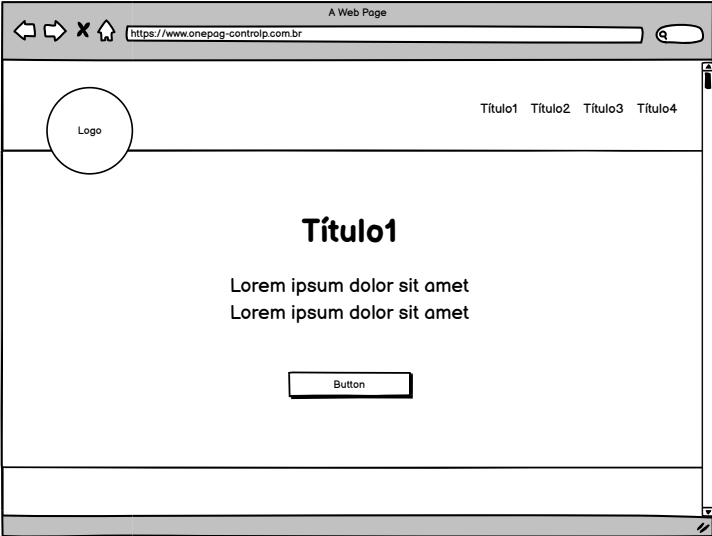 A Web Page
https://www.onepag-controlp.com.br
Logo
Título1 Título2 Título3 Título4
Título1
Lorem ipsum dolor sit amet
Lorem ipsum dolor sit amet
Button